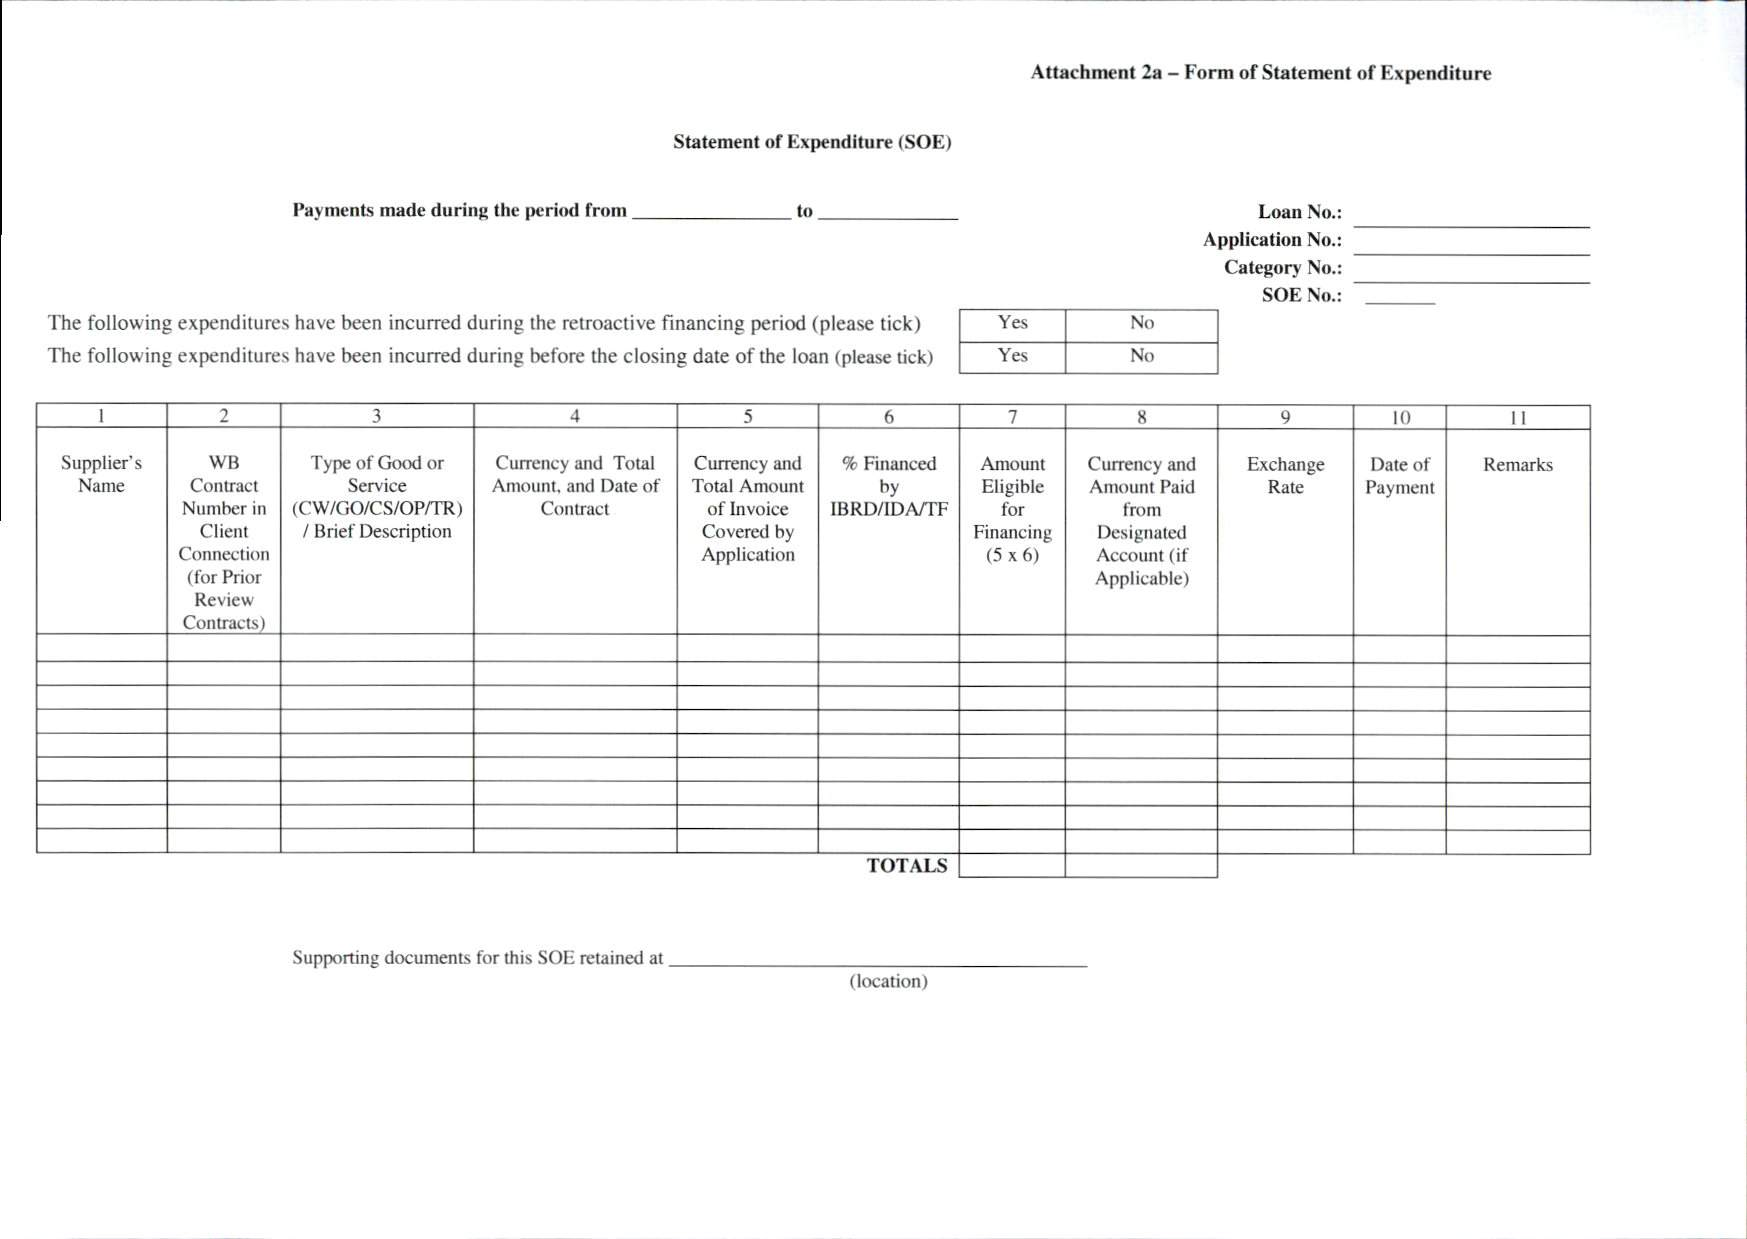 Attachment 2a – Form of Statement of Expenditure
Statement of Expenditure (SOE)
Payments made during the period from ______________ to ____________
Loan No.:
Application No.:
Category No.:
SOE No.:
The following expenditures have been incurred during the retroactive financing period (please tick) Yes No
The following expenditures have been incurred during before the closing date of the loan (please tick) Yes No
1 2 3 4 5 6 7 8 9 10 11
Supplier's
Name
WB
Contract
Number in
Client
Connection
(for Prior
Review
Contracts)
Type of Good or
Service
(CW/GO/CS/OP/TR)
/ Brief Description
Currency and Total
Amount, and Date of
Contract
Currency and
Total Amount
of Invoice
Covered by
Application
% Financed
by
IBRD/IDA/TF
Amount
Eligible
for
Financing
(5 x 6)
Currency and
Amount Paid
from
Designated
Account (if
Applicable)
Exchange
Rate
Date of
Payment
Remarks
TOTALS
Supporting documents for this SOE retained at ______________________________________
(location)